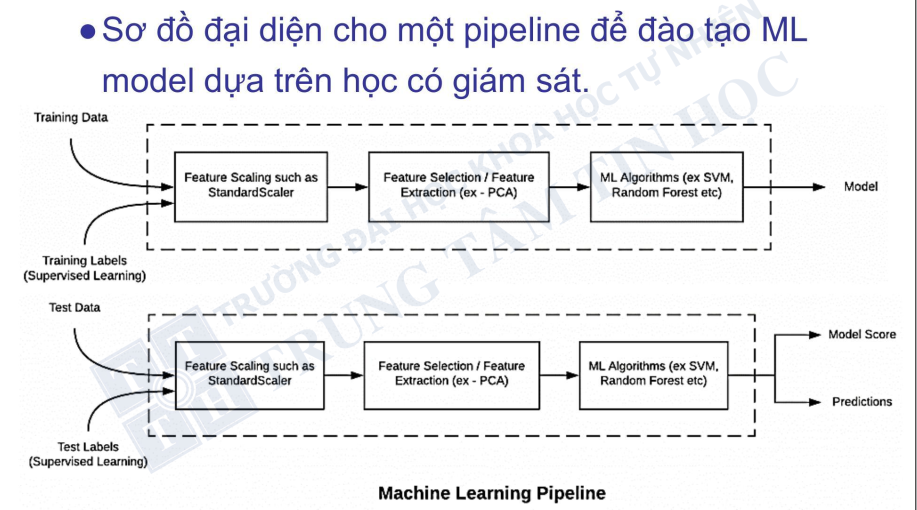 ● Sơ đồ đại diện cho một pipeline để đào tạo ML
model dựa trên học có giám sát.
Training Data
Feature Scaling such as
StandardScaler
Feature Selection / Feature
Extraction (ex - PCA)
ML Algorithms (ex SVM,
Random Forest etc)
Model
Training Labels
(Supervised Learning)
Test Data
Feature Scaling such as
StandardScaler
Feature Selection / Feature
Extraction (ex - PCA)
ML Algorithms (ex SVM,
Random Forest etc)
Model Score
Predictions
Test Labels
(Supervised Learning)
Machine Learning Pipeline
TRƯỜNG ĐẠI HỌC KHOA HỌC TỰ NHIÊN
TRUNG TÂM TIN HỌC